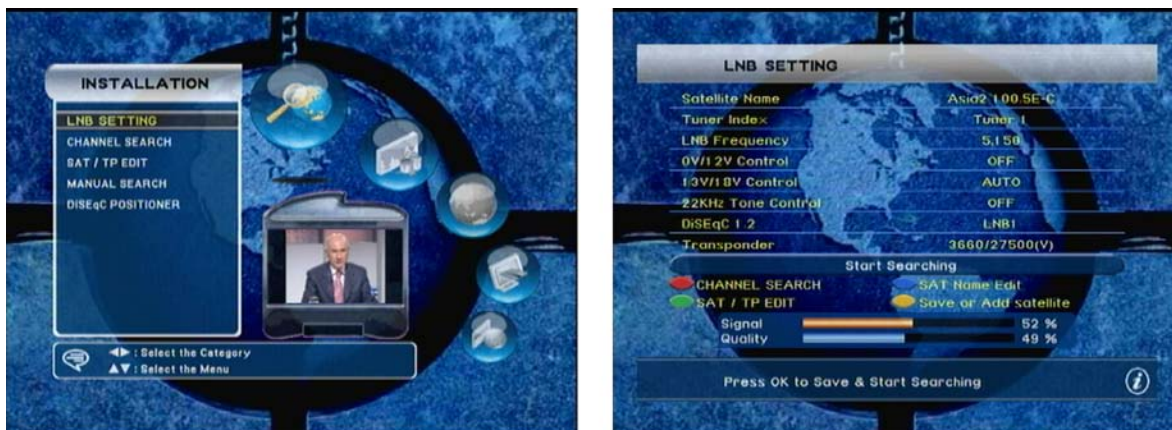 INSTALLATION
LNB SETTING
CHANNEL SEARCH
SAT / TP EDIT
MANUAL SEARCH
DiSEqC POSITIONER
◀▶ : Select the Category
▲▼ : Select the Menu
LNB SETTING
Satellite Name Asia2 100.5E-C
Tuner Index Tuner 1
LNB Frequency 5,150
0V/12V Control OFF
13V/18V Control AUTO
22KHz Tone Control OFF
DiSEqC 1.2 LNB1
Transponder 3660/27500(V)
Start Searching
CHANNEL SEARCH SAT Name Edit
SAT / TP EDIT Save or Add satellite
Signal 52 %
Quality 49 %
Press OK to Save & Start Searching
i